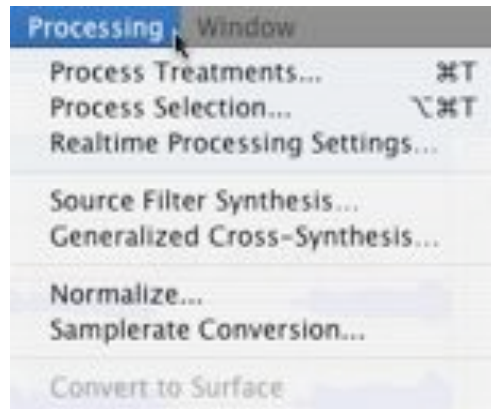 Processing Window
Process Treatments... ⌘T
Process Selection... ⌥⌘T
Realtime Processing Settings...
Source Filter Synthesis...
Generalized Cross-Synthesis...
Normalize...
Samplerate Conversion...
Convert to Surface